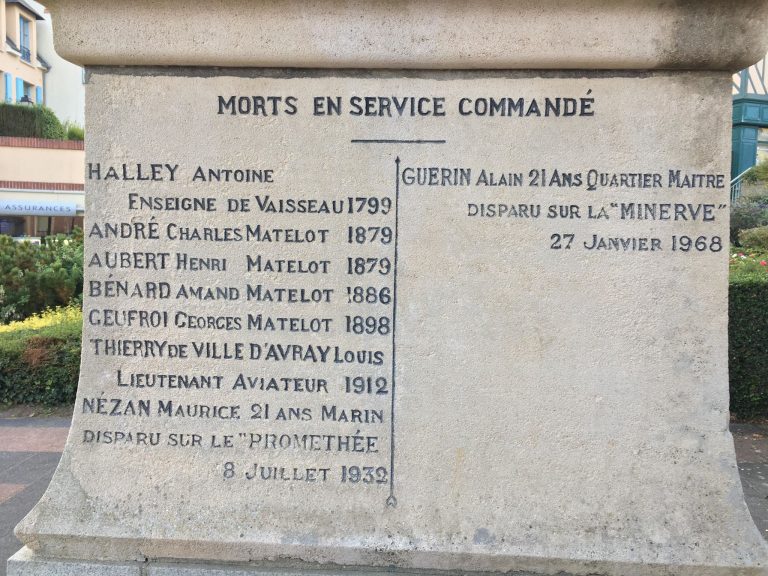 MORTS EN SERVICE COMMANDÉ
HALLEY ANTOINE
ENSEIGNE DE VAISSEAU 1799
ANDRÉ CHARLES MATELOT 1879
AUBERT HENRI MATELOT 1879
BÉNARD AMAND MATELOT 1886
GEUFROI GEORGES MATELOT 1898
THIERRY DE VILLE D'AVRAY LOUIS
LIEUTENANT AVIATEUR 1912
NÉZAN MAURICE 21 ANS MARIN
DISPARU SUR LE "PROMETHÉE
8 JUILLET 1932
GUERIN ALAIN 21 ANS QUARTIER MAITRE
DISPARU SUR LA "MINERVE"
27 JANVIER 1968
ASSURANCES